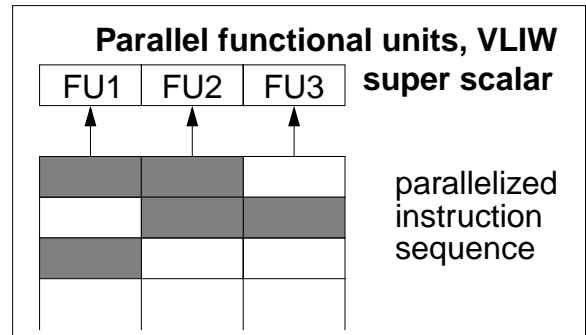 Parallel functional units, VLIW
super scalar
FU1 FU2 FU3
parallelized
instruction
sequence